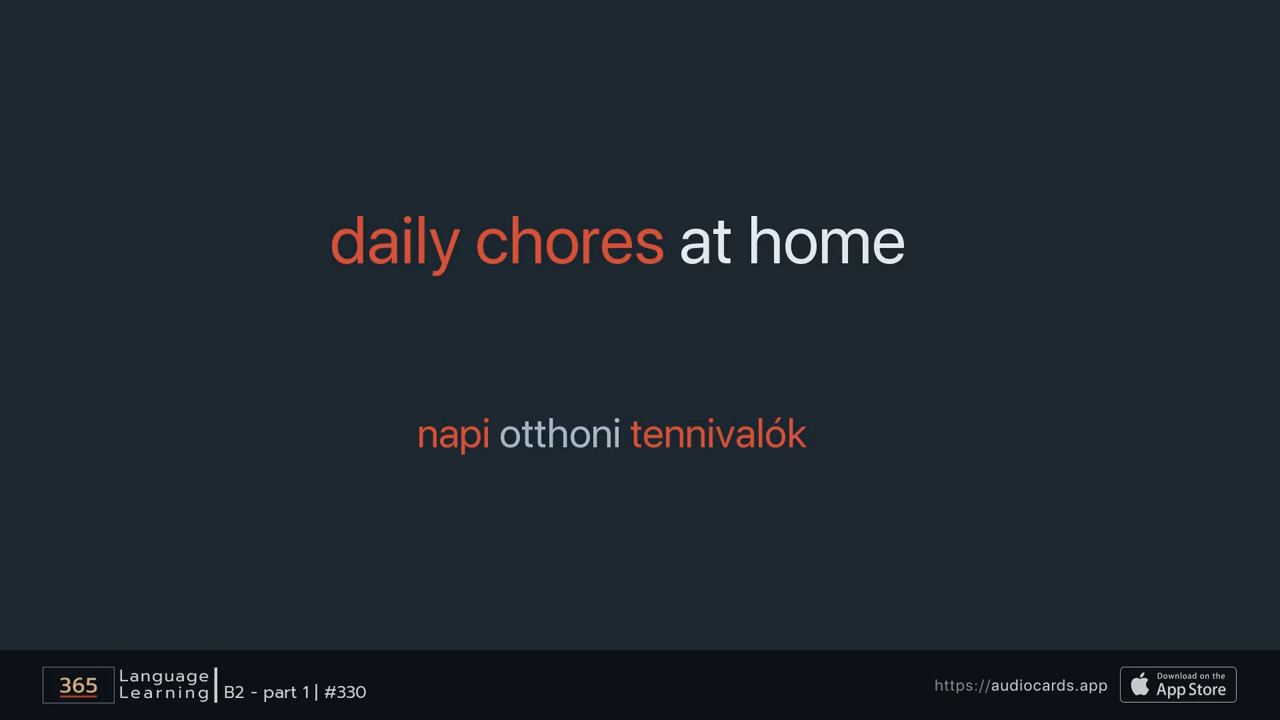 daily chores at home
napi otthoni tennivalók
365 Language Learning B2 - part 1 | #330
https://audiocards.app
Download on the
App Store